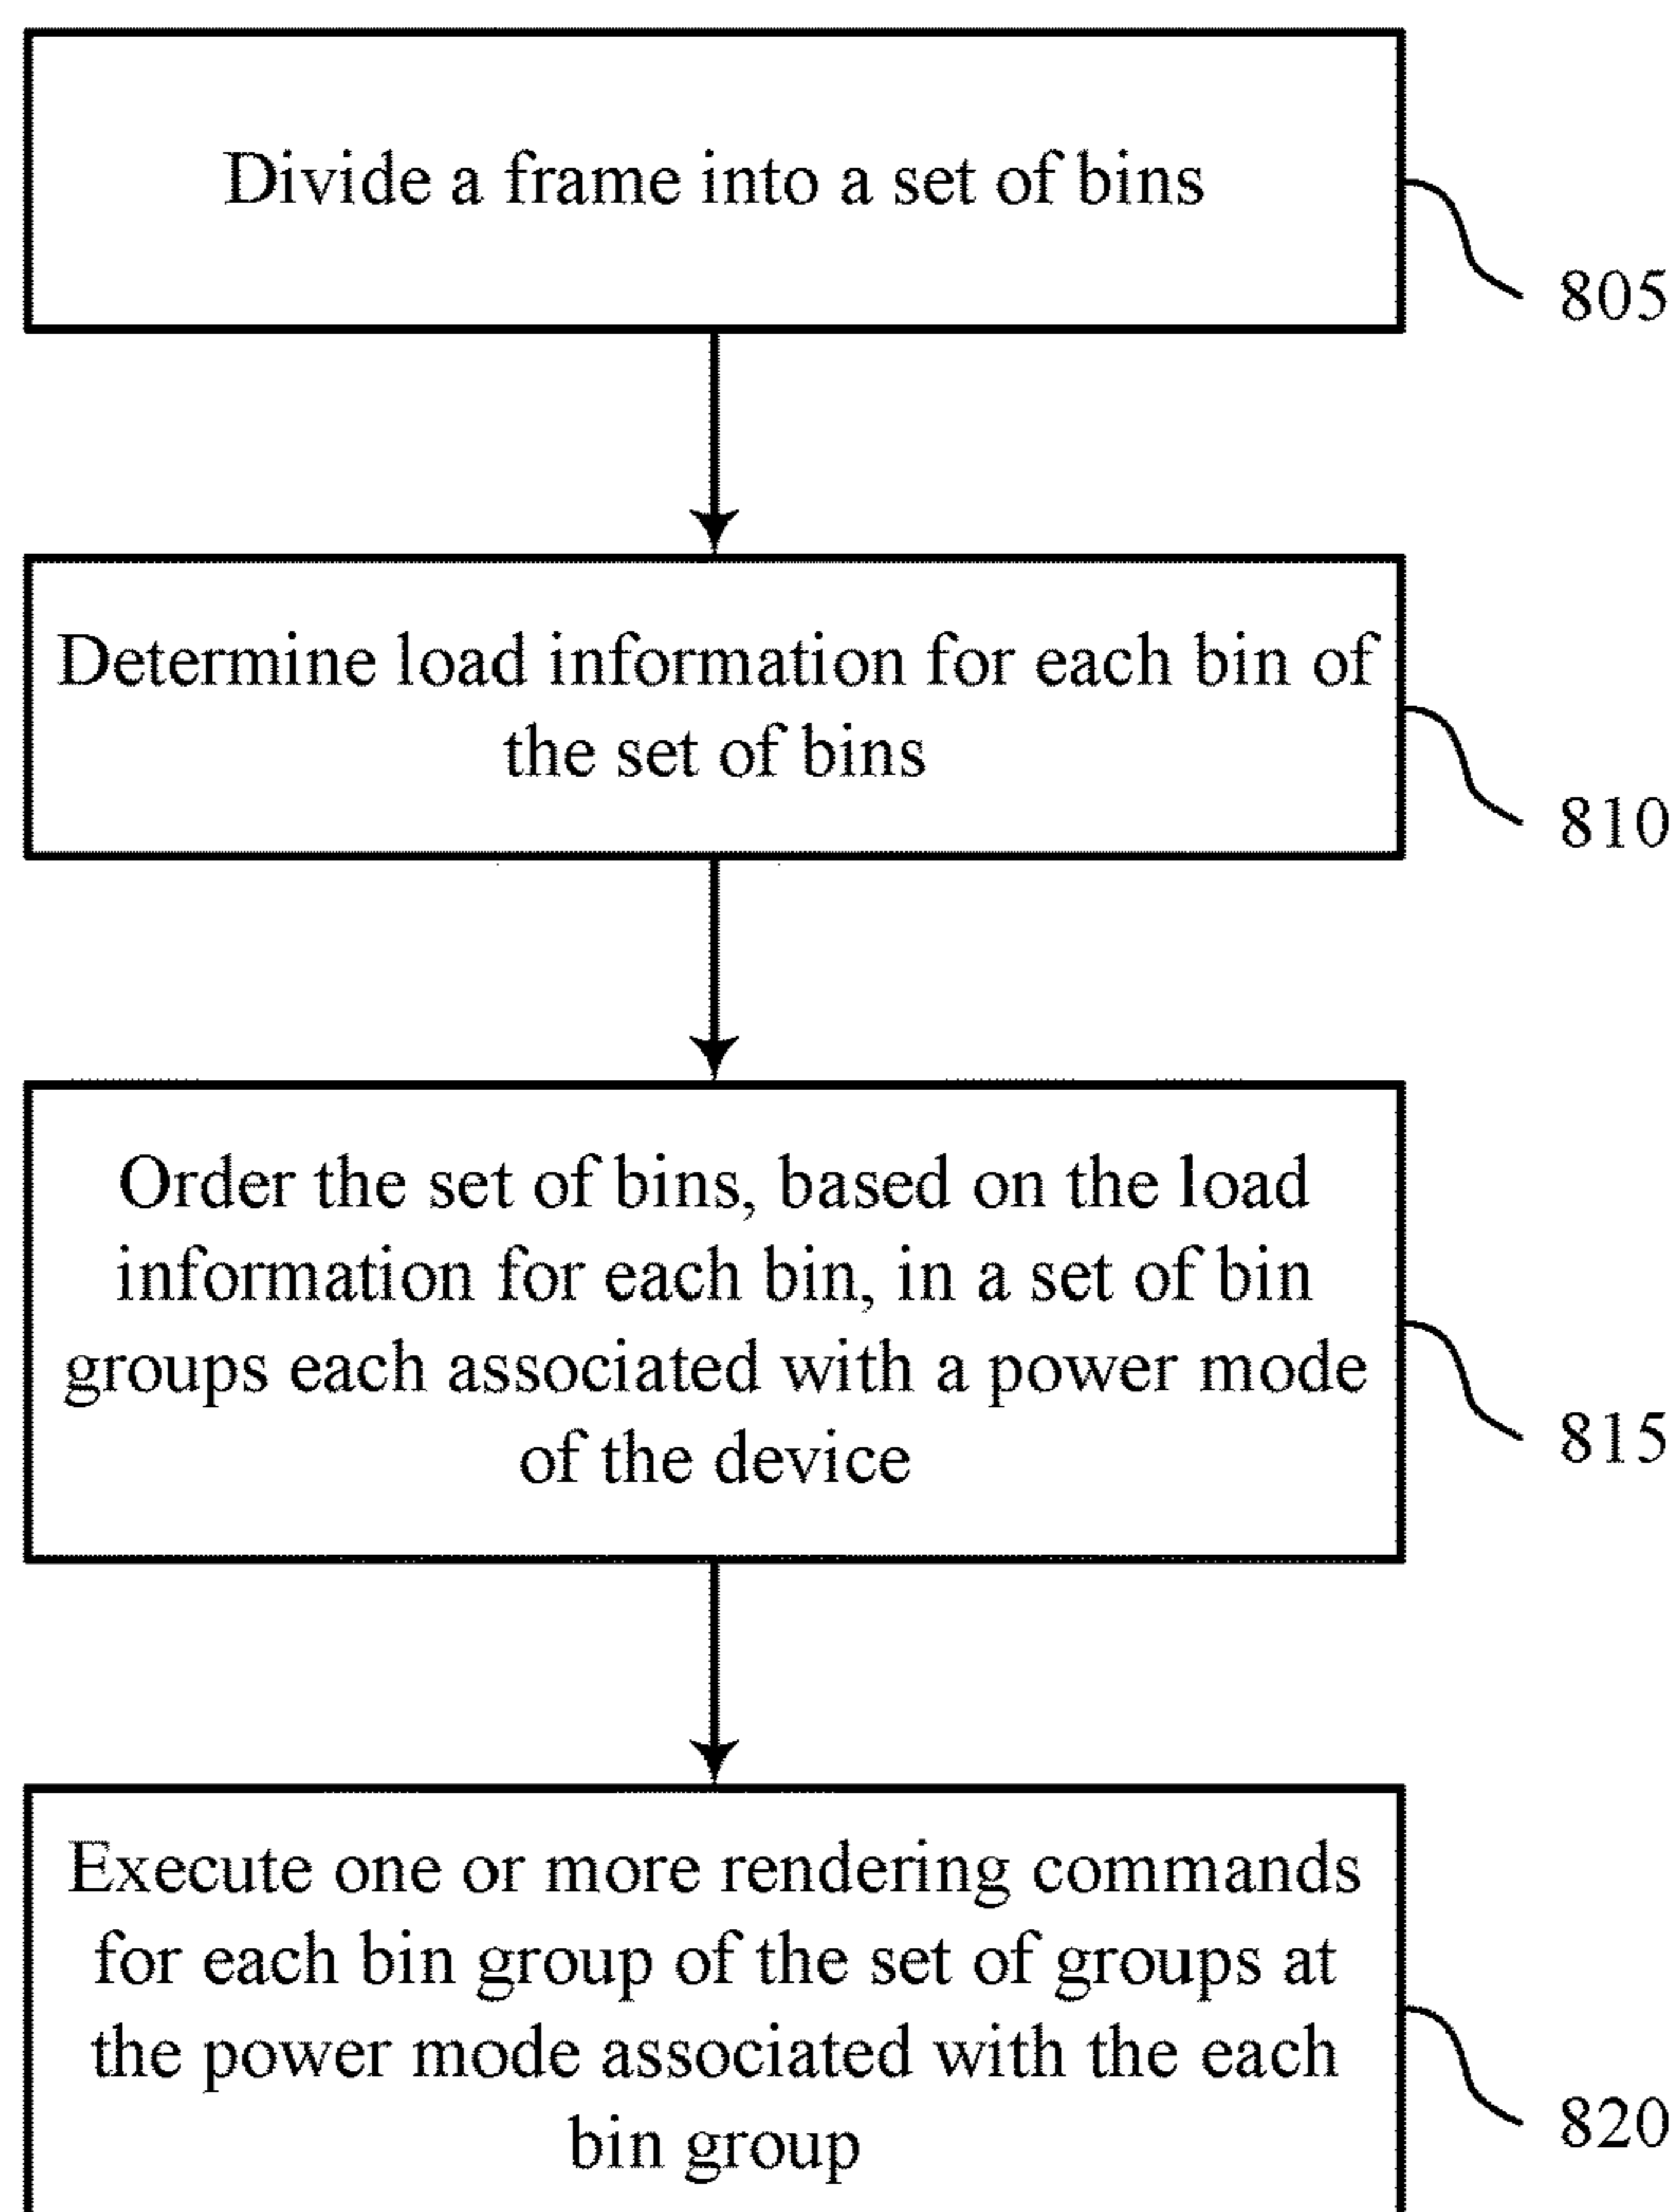 Divide a frame into a set of bins
805
Determine load information for each bin of
the set of bins
810
Order the set of bins, based on the load
information for each bin, in a set of bin
groups each associated with a power mode
of the device
815
Execute one or more rendering commands
for each bin group of the set of groups at
the power mode associated with the each
bin group
820